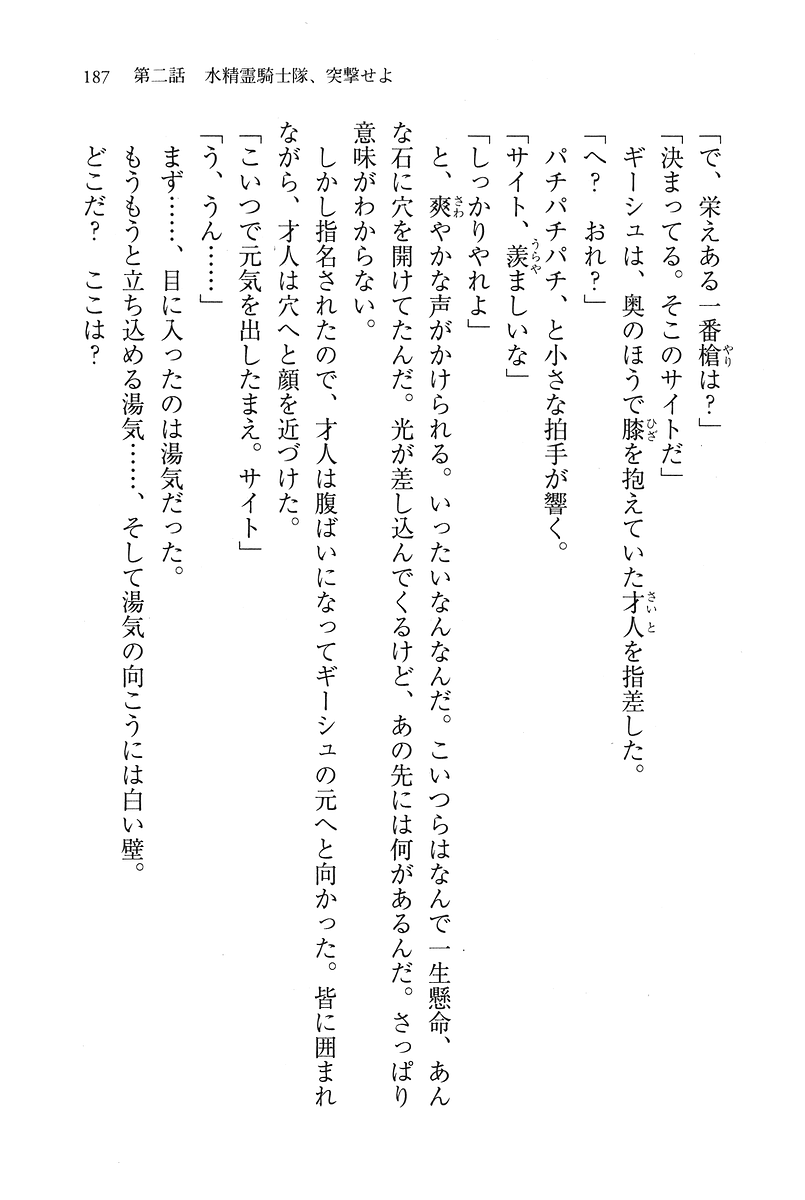 187　第二話　水精霊騎士隊、突撃せよ
「で、栄えある一番槍は？」
「決まってる。そこのサイトだ」
ギーシュは、奥のほうで膝を抱えていた才人を指差した。
「へ？　おれ？」
パチパチパチ、と小さな拍手が響く。
「サイト、羨ましいな」
「しっかりやれよ」
と、爽やかな声がかけられる。いったいなんなんだ。こいつらはなんで一生懸命、あん
な石に穴を開けてたんだ。光が差し込んでくるけど、あの先には何があるんだ。さっぱり
意味がわからない。
しかし指名されたので、才人は腹ばいになってギーシュの元へと向かった。皆に囲まれ
ながら、才人は穴へと顔を近づけた。
「こいつで元気を出したまえ。サイト」
「う、うん……」
まず……、目に入ったのは湯気だった。
もうもうと立ち込める湯気……、そして湯気の向こうには白い壁。
どこだ？　ここは？